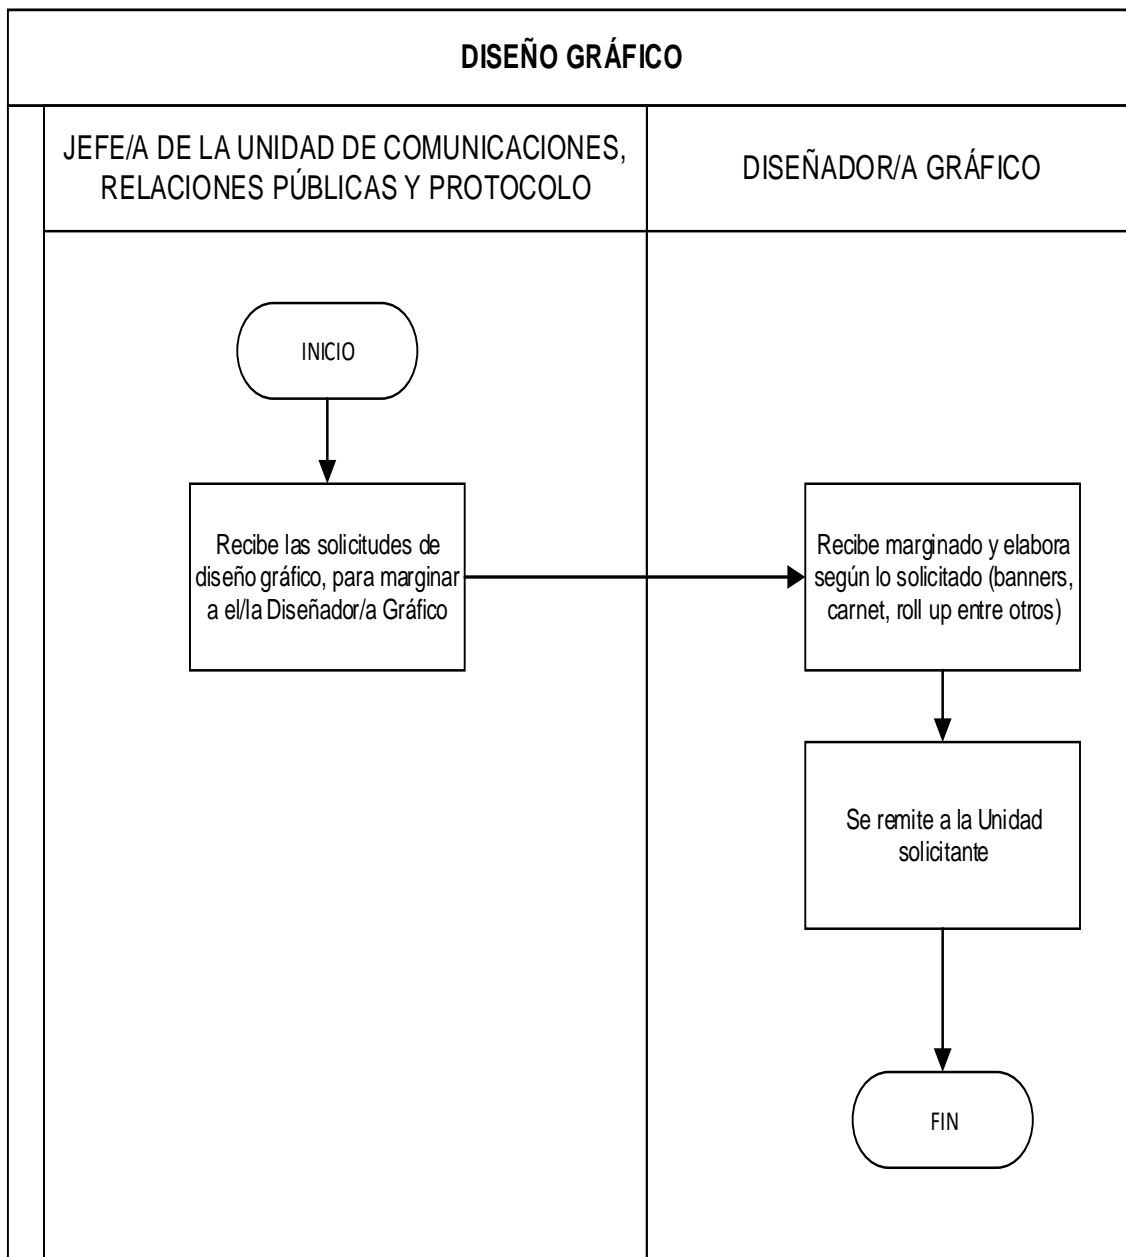 DISEÑO GRÁFICO
JEFE/A DE LA UNIDAD DE COMUNICACIONES,
RELACIONES PÚBLICAS Y PROTOCOLO
DISEÑADOR/A GRÁFICO
INICIO
Recibe las solicitudes de
diseño gráfico, para marginar
a el/la Diseñador/a Gráfico
Recibe marginado y elabora
según lo solicitado (banners,
carnet, roll up entre otros)
Se remite a la Unidad
solicitante
FIN